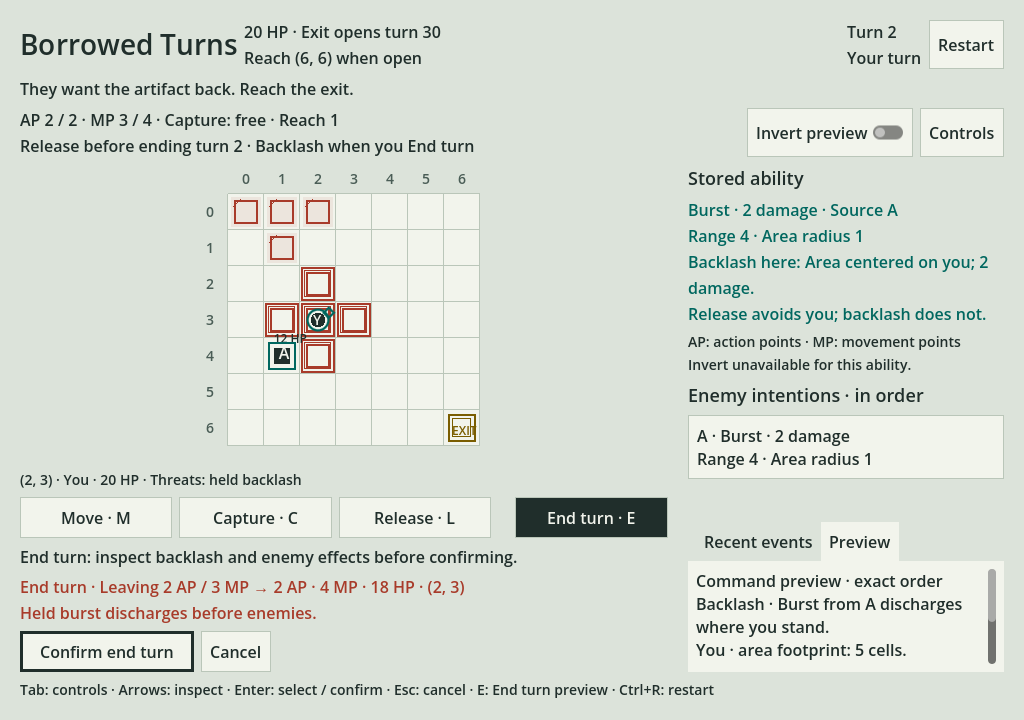 Borrowed Turns
20 HP · Exit opens turn 30
Reach (6, 6) when open
Turn 2
Your turn
Restart
They want the artifact back. Reach the exit.
AP 2 / 2 · MP 3 / 4 · Capture: free · Reach 1
Release before ending turn 2 · Backlash when you End turn
Invert preview
Controls
0 1 2 3 4 5 6
0
1
2
3
Y
12 HP
4
A
5
6
EXIT
Stored ability
Burst · 2 damage · Source A
Range 4 · Area radius 1
Backlash here: Area centered on you; 2
damage.
Release avoids you; backlash does not.
AP: action points · MP: movement points
Invert unavailable for this ability.
Enemy intentions · in order
A · Burst · 2 damage
Range 4 · Area radius 1
(2, 3) · You · 20 HP · Threats: held backlash
Move · M
Capture · C
Release · L
End turn · E
End turn: inspect backlash and enemy effects before confirming.
End turn · Leaving 2 AP / 3 MP → 2 AP · 4 MP · 18 HP · (2, 3)
Held burst discharges before enemies.
Confirm end turn
Cancel
Recent events
Preview
Command preview · exact order
Backlash · Burst from A discharges
where you stand.
You · area footprint: 5 cells.
Tab: controls · Arrows: inspect · Enter: select / confirm · Esc: cancel · E: End turn preview · Ctrl+R: restart